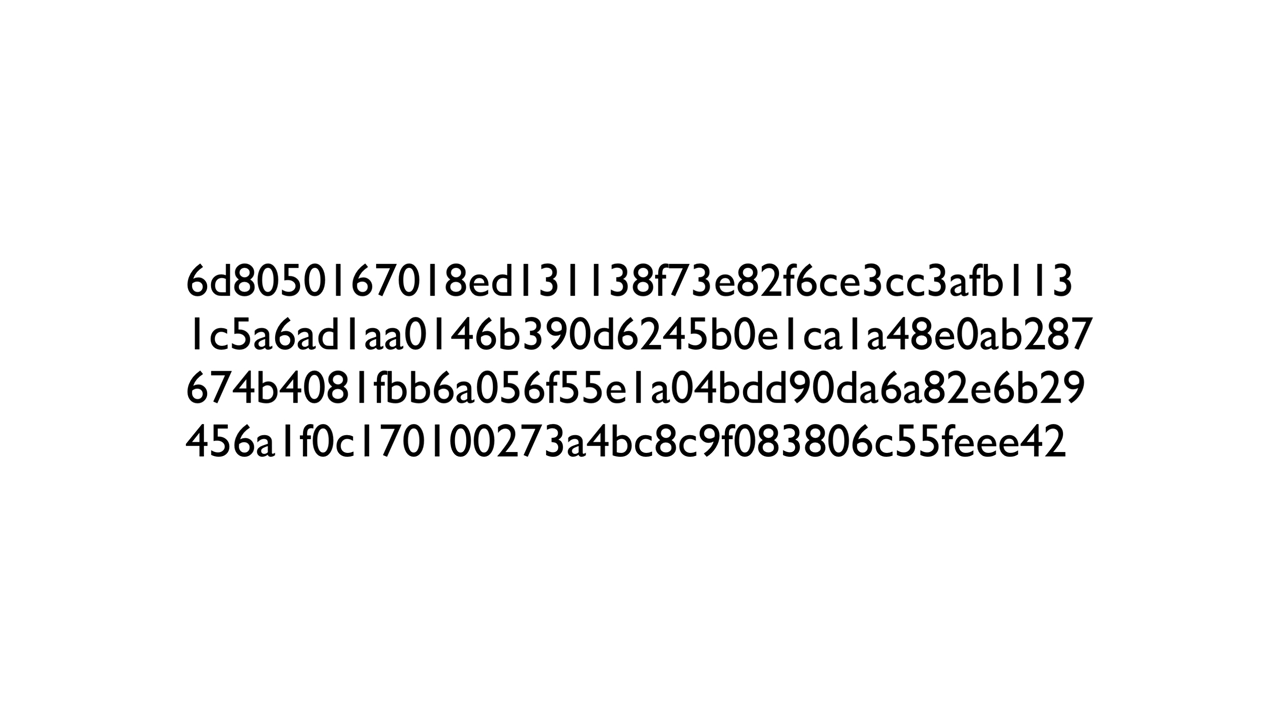 6d8050167018ed131138f73e82f6ce3cc3afb113
1c5a6ad1aa0146b390d6245b0e1ca1a48e0ab287
674b4081fbb6a056f55e1a04bdd90da6a82e6b29
456a1f0c170100273a4bc8c9f083806c55feee42